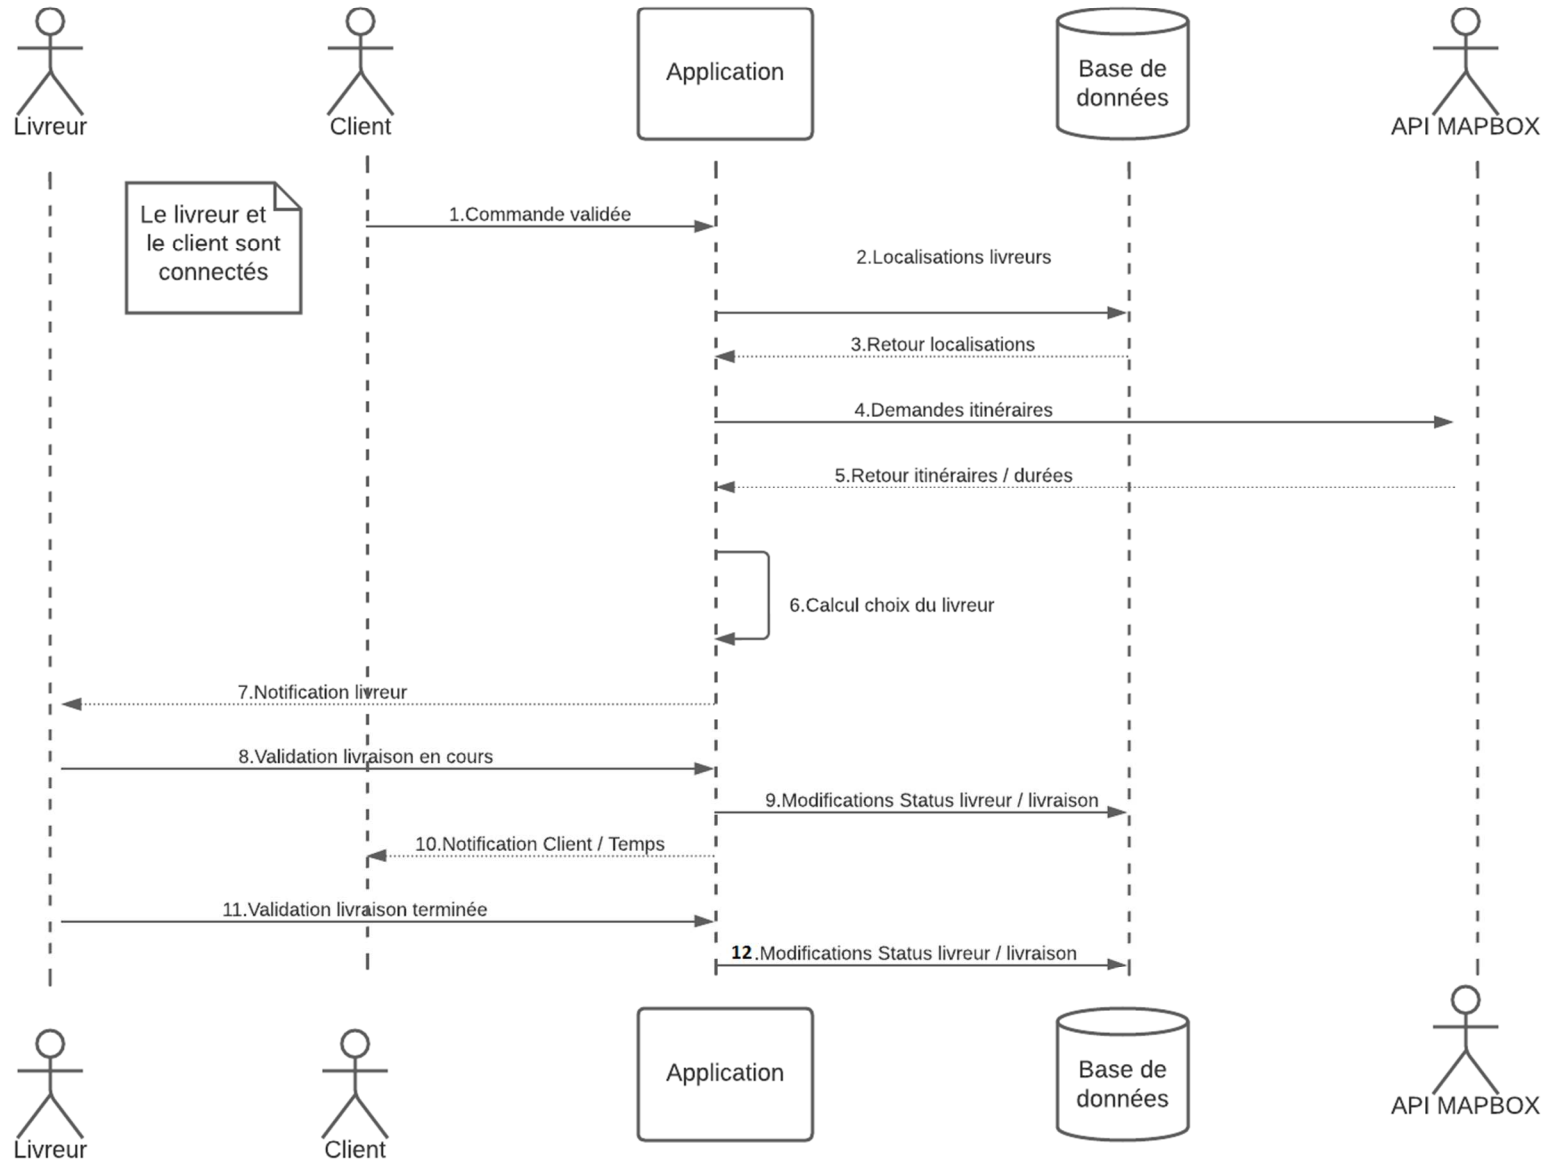 Livreur
Client
Application
Base de
données
API MAPBOX
Le livreur et
le client sont
connectés
1.Commande validée
2.Localisations livreurs
3.Retour localisations
4.Demandes itinéraires
5.Retour itinéraires / durées
6.Calcul choix du livreur
7.Notification livreur
8.Validation livraison en cours
9.Modifications Status livreur / livraison
10.Notification Client / Temps
11.Validation livraison terminée
12.Modifications Status livreur / livraison
Livreur
Client
Application
Base de
données
API MAPBOX